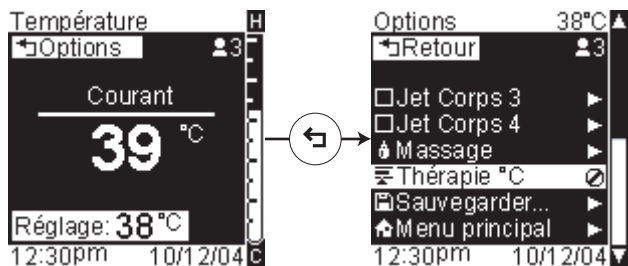 Température H
Options 3
Courant
39 °C
Réglage: 38°C
12:30pm 10/12/04 C
Options 38°C
Retour 3
Jet Corps 3
Jet Corps 4
Massage
Thérapie °C
Sauvegarder...
Menu principal
12:30pm 10/12/04